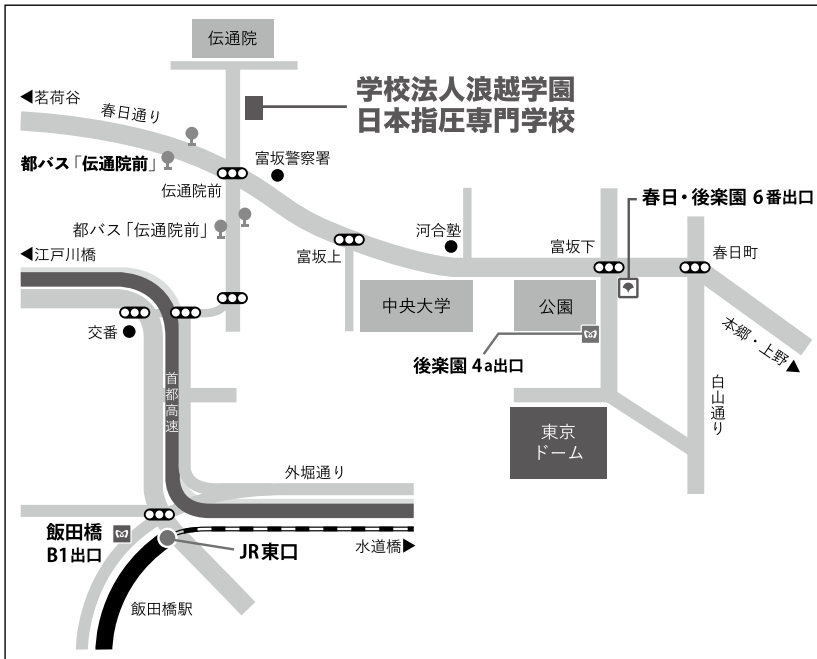 伝通院
◀茗荷谷
春日通り
学校法人浪越学園
日本指圧専門学校
都バス「伝通院前」
伝通院前
富坂警察署
都バス「伝通院前」
春日・後楽園 6番出口
◀江戸川橋
富坂上
河合塾
富坂下
春日町
中央大学
公園
交番
後楽園 4a出口
本郷・上野▶
首都高速
白山通り
東京
ドーム
外堀通り
飯田橋
B1出口
JR東口
水道橋▶
飯田橋駅